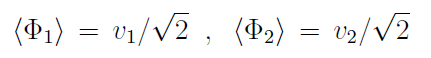 ⟨Φ₁⟩ = v₁/√2 , ⟨Φ₂⟩ = v₂/√2